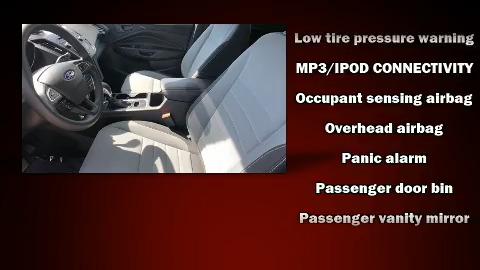 Low tire pressure warning
MP3/IPOD CONNECTIVITY
Occupant sensing airbag
Overhead airbag
Panic alarm
Passenger door bin
Passenger vanity mirror